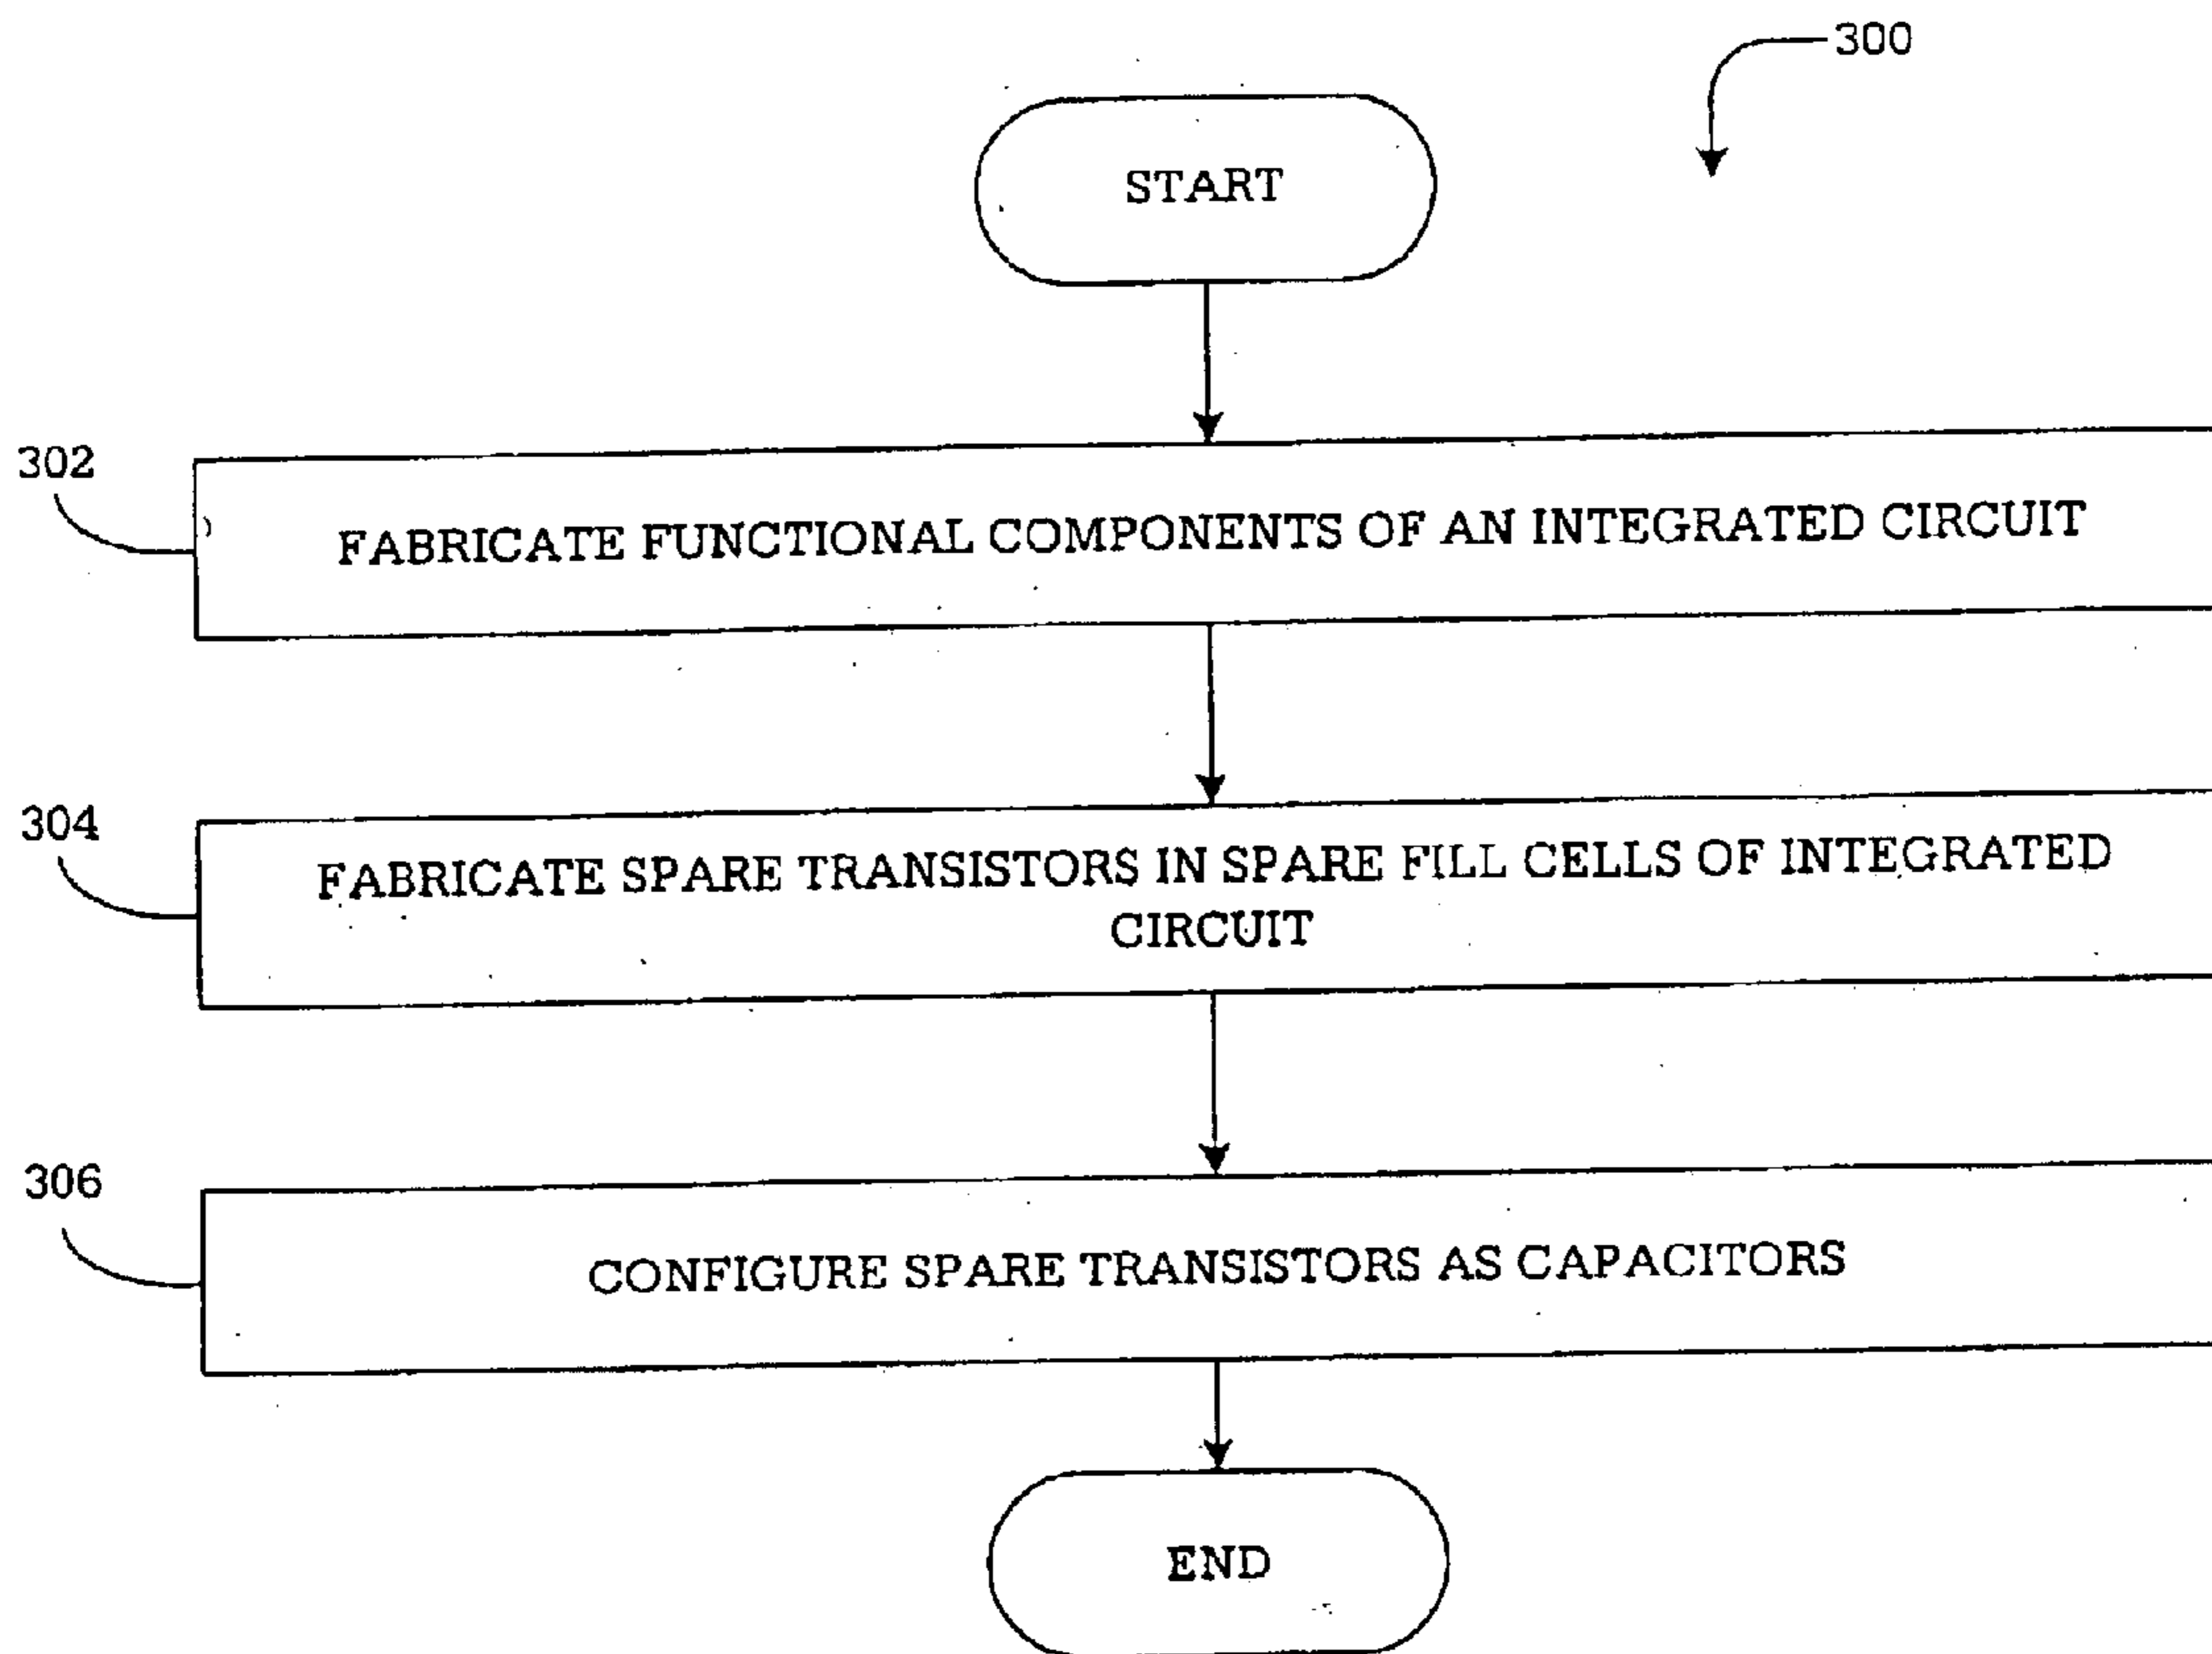 300
START
302
FABRICATE FUNCTIONAL COMPONENTS OF AN INTEGRATED CIRCUIT
304
FABRICATE SPARE TRANSISTORS IN SPARE FILL CELLS OF INTEGRATED
CIRCUIT
306
CONFIGURE SPARE TRANSISTORS AS CAPACITORS
END